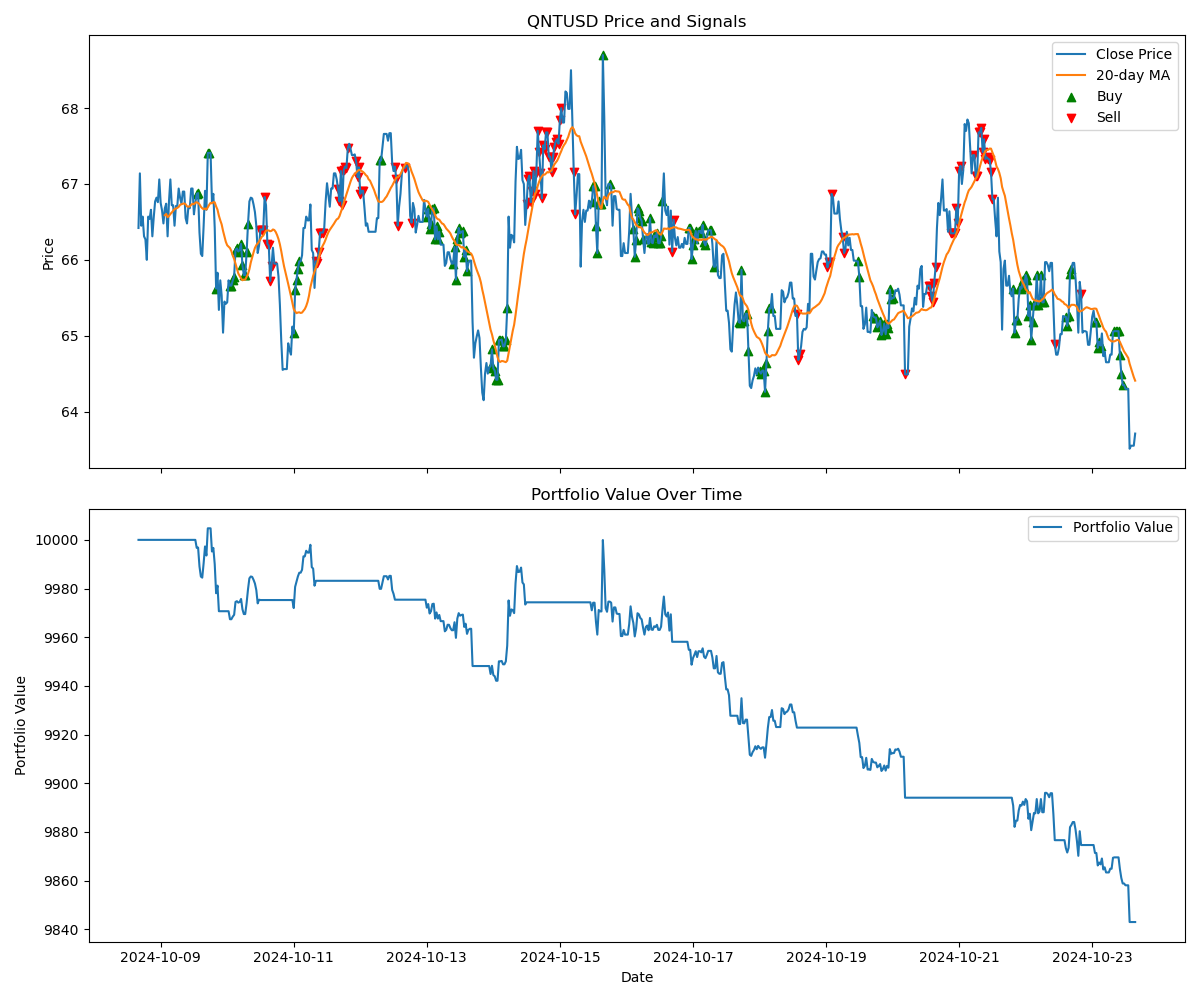 QNTUSD Price and Signals
Close Price
20-day MA
Buy
Sell
68
67
66
65
64
Price
Portfolio Value Over Time
Portfolio Value
10000
9980
9960
9940
9920
9900
9880
9860
9840
Portfolio Value
2024-10-09 2024-10-11 2024-10-13 2024-10-15 2024-10-17 2024-10-19 2024-10-21 2024-10-23
Date